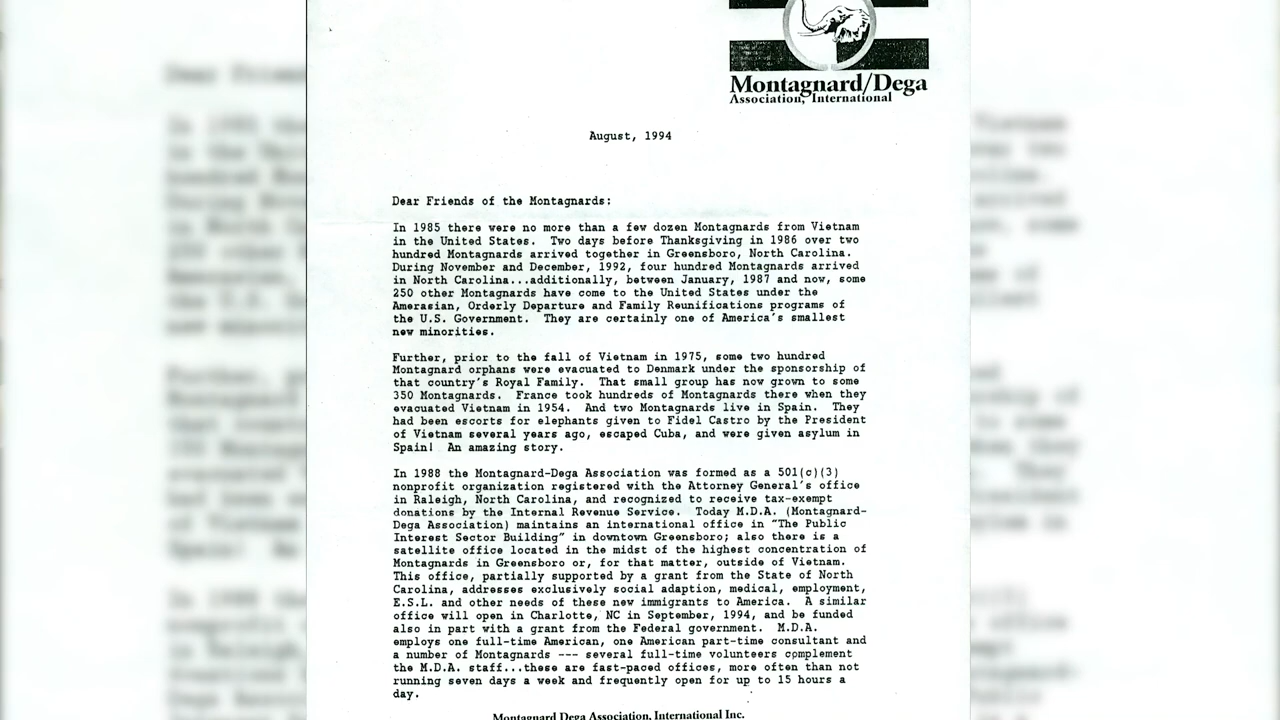 Montagnard/Dega
Association, International
August, 1994
Dear Friends of the Montagnards:
In 1985 there were no more than a few dozen Montagnards from Vietnam
in the United States. Two days before Thanksgiving in 1986 over two
hundred Montagnards arrived together in Greensboro, North Carolina.
During November and December, 1992, four hundred Montagnards arrived
in North Carolina...additionally, between January, 1987 and now, some
250 other Montagnards have come to the United States under the
Amerasian, Orderly Departure and Family Reunifications programs of
the U.S. Government. They are certainly one of America's smallest
new minorities.
Further, prior to the fall of Vietnam in 1975, some two hundred
Montagnard orphans were evacuated to Denmark under the sponsorship of
that country's Royal Family. That small group has now grown to some
350 Montagnards. France took hundreds of Montagnards there when they
evacuated Vietnam in 1954. And two Montagnards live in Spain. They
had been escorts for elephants given to Fidel Castro by the President
of Vietnam several years ago, escaped Cuba, and were given asylum in
Spain! An amazing story.
In 1988 the Montagnard-Dega Association was formed as a 501(c)(3)
nonprofit organization registered with the Attorney General's office
in Raleigh, North Carolina, and recognized to receive tax-exempt
donations by the Internal Revenue Service. Today M.D.A. (Montagnard-
Dega Association) maintains an international office in "The Public
Interest Sector Building" in downtown Greensboro; also there is a
satellite office located in the midst of the highest concentration of
Montagnards in Greensboro or, for that matter, outside of Vietnam.
This office, partially supported by a grant from the State of North
Carolina, addresses exclusively social adaption, medical, employment,
E.S.L. and other needs of these new immigrants to America. A similar
office will open in Charlotte, NC in September, 1994, and be funded
also in part with a grant from the Federal government. M.D.A.
employs one full-time American, one American part-time consultant and
a number of Montagnards --- several full-time volunteers complement
the M.D.A. staff...these are fast-paced offices, more often than not
running seven days a week and frequently open for up to 15 hours a
day.
Montagnard Dega Association, International Inc.